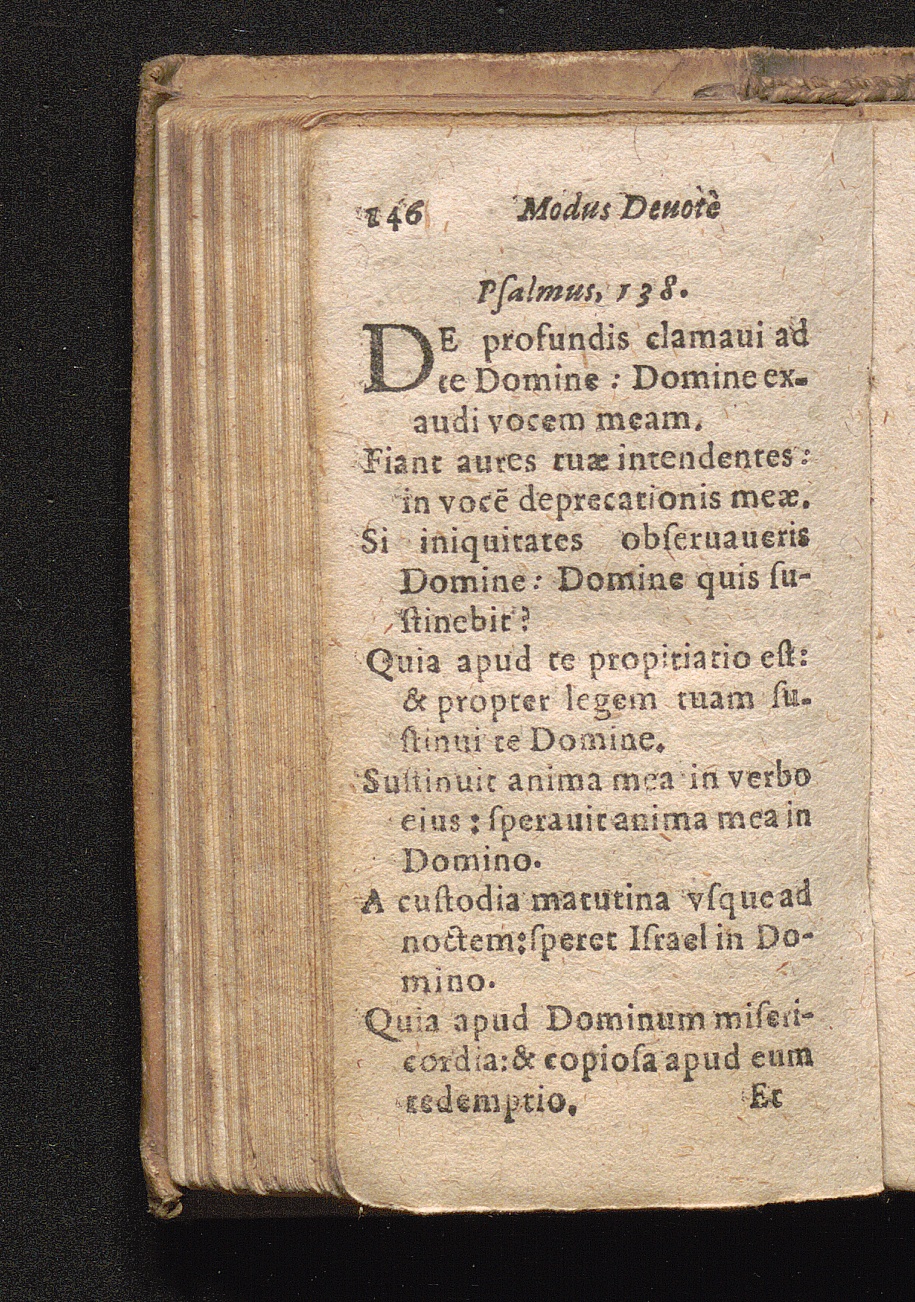 146 Modus Deuotè
Pſalmus, 138.
DE profundis clamaui ad
te Domine : Domine ex-
audi vocem meam.
Fiant aures tuæ intendentes :
in vocẽ deprecationis meæ.
Si iniquitates obſeruaueris
Domine : Domine quis ſu-
ſtinebit ?
Quia apud te propitiatio eſt :
& propter legem tuam ſu-
ſtinui te Domine.
Suſtinuit anima mea in verbo
eius : ſperauit anima mea in
Domino.
A cuſtodia matutina vſque ad
noctem : ſperet Iſrael in Do-
mino.
Quia apud Dominum miſeri-
cordia : & copioſa apud eum
redemptio. Et